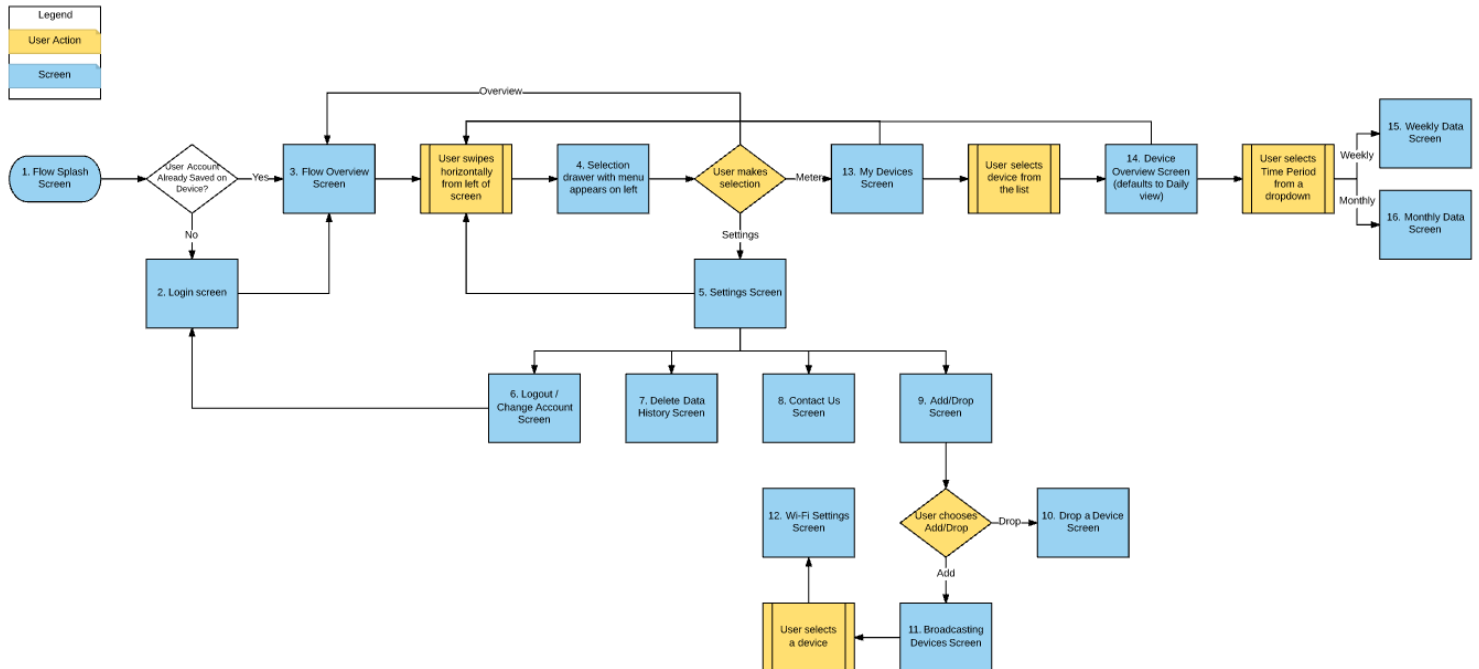 Legend
User Action
Screen
Overview
1. Flow Splash
Screen
User Account
Already Saved on
Device?
Yes
3. Flow Overview
Screen
User swipes
horizontally
from left of
screen
4. Selection
drawer with menu
appears on left
User makes
selection
Meter
13. My Devices
Screen
User selects
device from
the list
14. Device
Overview Screen
(defaults to Daily
view)
User selects
Time Period
from a
dropdown
Weekly
15. Weekly Data
Screen
Monthly
16. Monthly Data
Screen
No
Settings
2. Login screen
5. Settings Screen
6. Logout /
Change Account
Screen
7. Delete Data
History Screen
8. Contact Us
Screen
9. Add/Drop
Screen
12. Wi-Fi Settings
Screen
User chooses
Add/Drop
Drop
10. Drop a Device
Screen
Add
User selects
a device
11. Broadcasting
Devices Screen